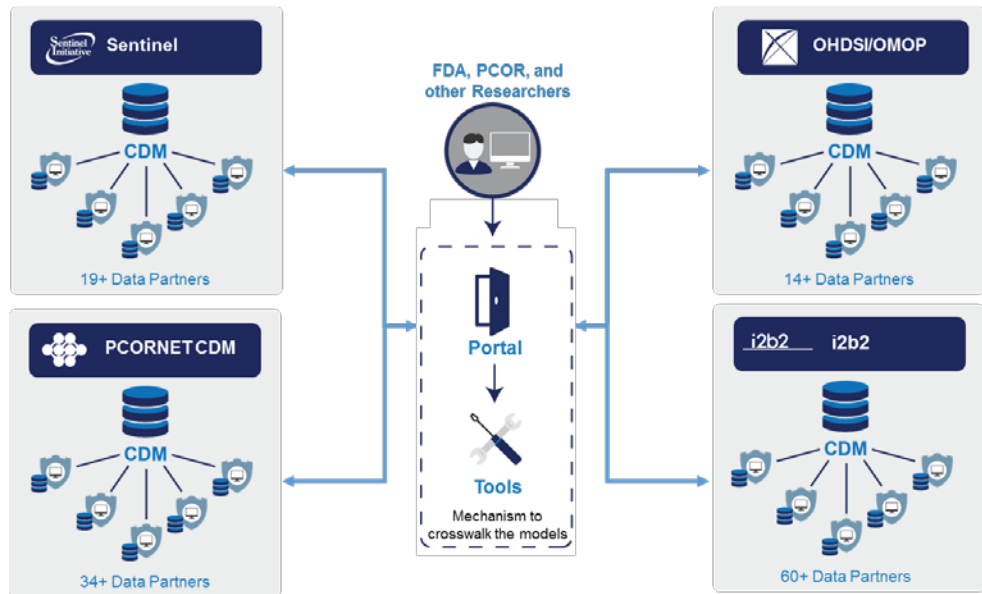 Sentinel
Initiative
Sentinel
CDM
19+ Data Partners
PCORNET CDM
CDM
34+ Data Partners
FDA, PCOR, and
other Researchers
Portal
Tools
Mechanism to
crosswalk the models
OHDSI/OMOP
CDM
14+ Data Partners
i2b2
i2b2
CDM
60+ Data Partners